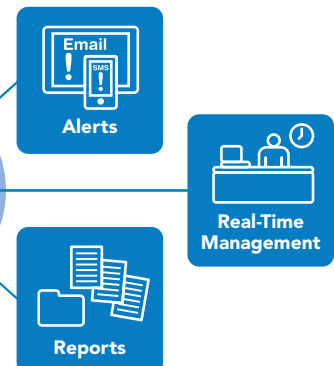 Email
SMS
Alerts
Real-Time
Management
Reports